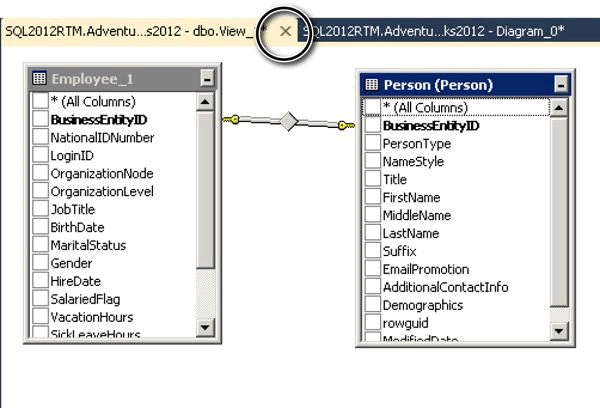 SQL2012RTM.Adventu...s2012 - dbo.View_
SQL2012RTM.Adventu...ks2012 - Diagram_0*
Employee_1
* (All Columns)
BusinessEntityID
NationalIDNumber
LoginID
OrganizationNode
OrganizationLevel
JobTitle
BirthDate
MaritalStatus
Gender
HireDate
SalariedFlag
VacationHours
SickLeaveHours
Person (Person)
* (All Columns)
BusinessEntityID
PersonType
NameStyle
Title
FirstName
MiddleName
LastName
Suffix
EmailPromotion
AdditionalContactInfo
Demographics
rowguid
ModifiedDate